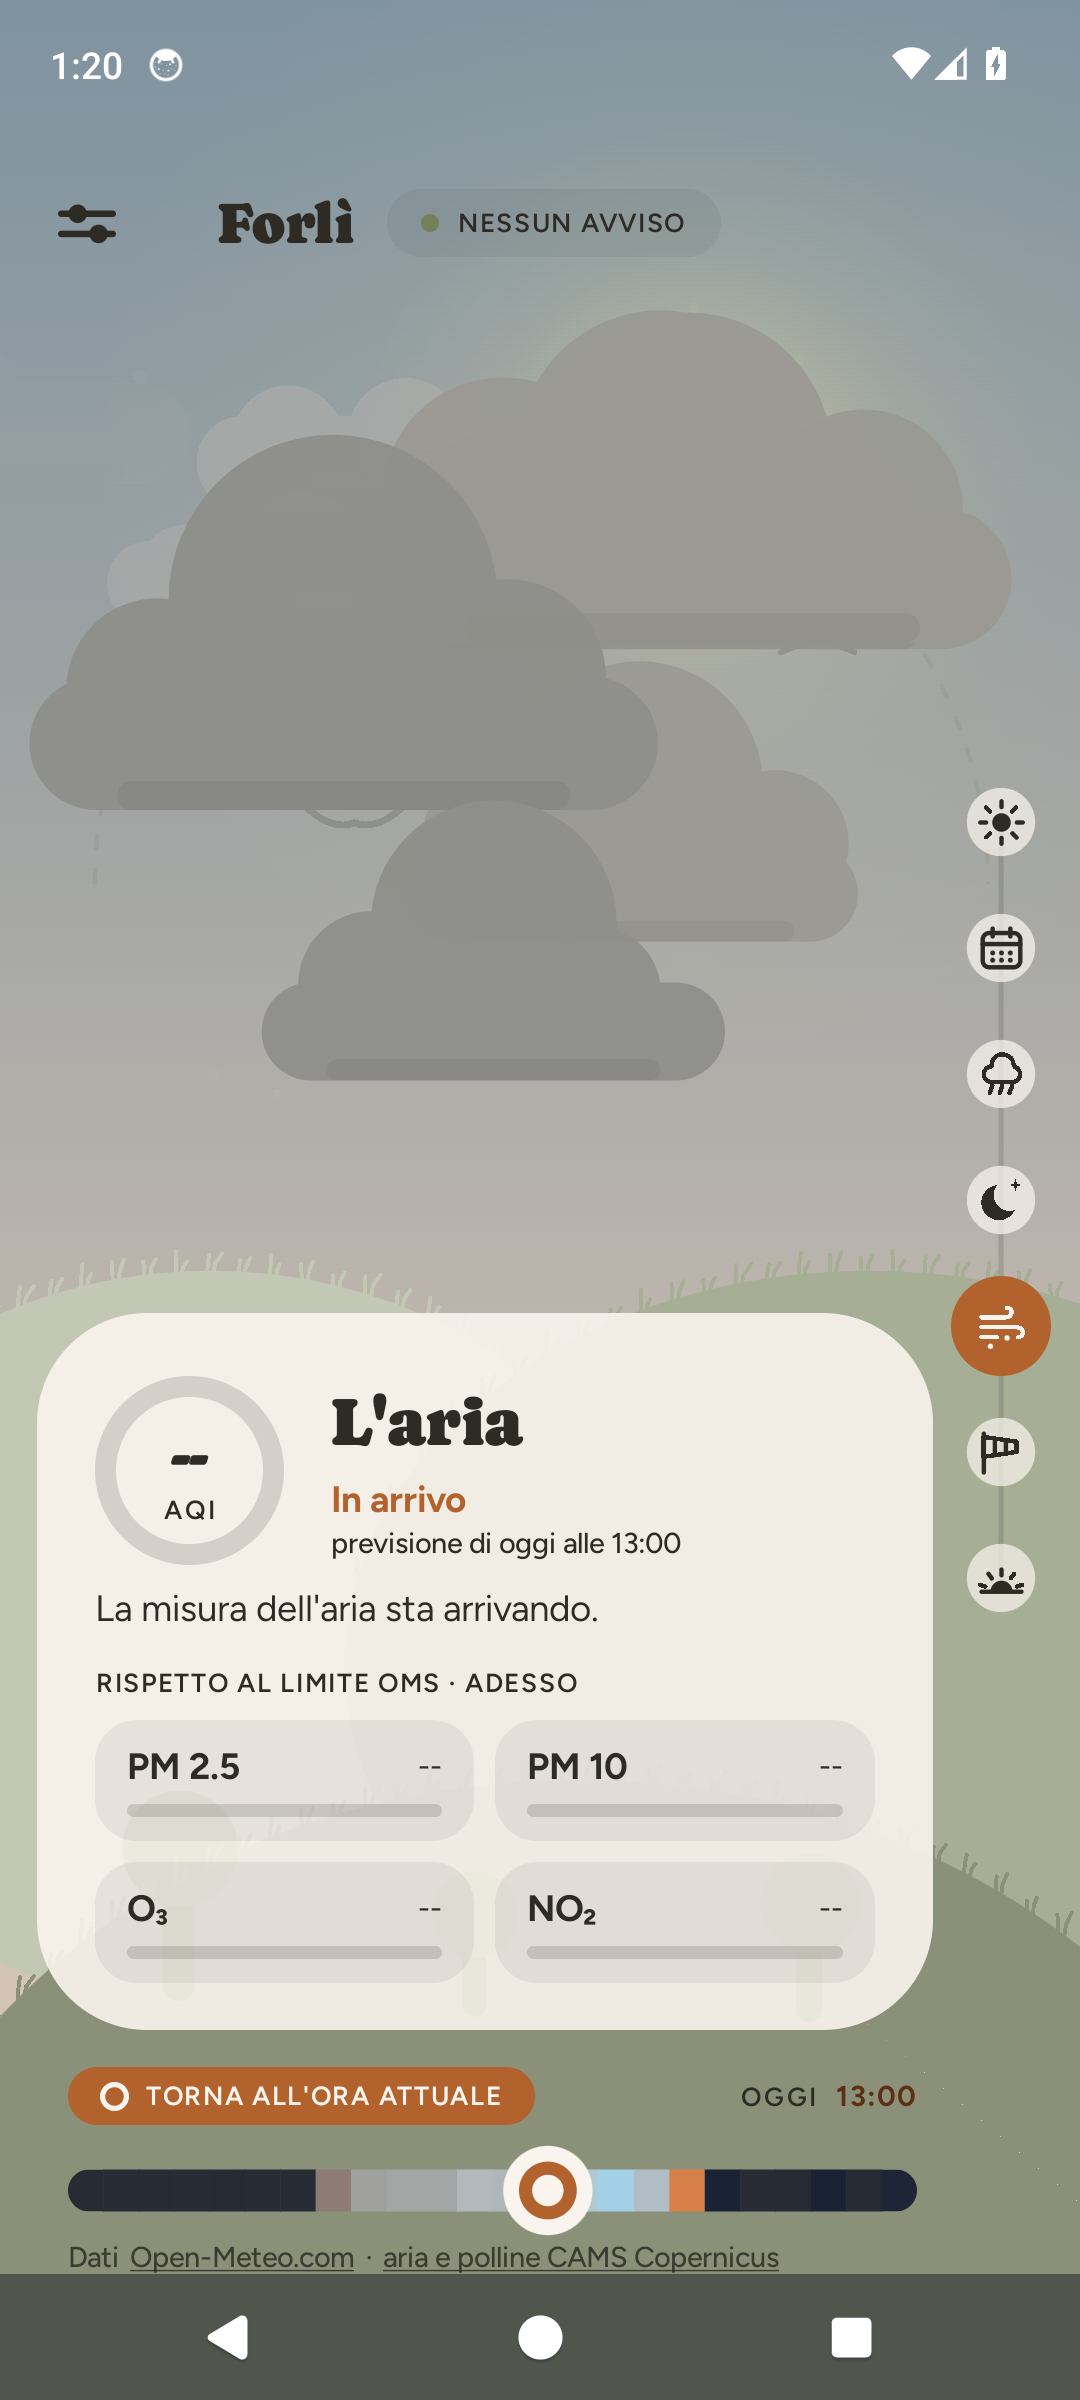 1:20
Forlì
NESSUN AVVISO
--
AQI
L'aria
In arrivo
previsione di oggi alle 13:00
La misura dell'aria sta arrivando.
RISPETTO AL LIMITE OMS · ADESSO
PM 2.5 --
PM 10 --
O₃ --
NO₂ --
TORNA ALL'ORA ATTUALE
OGGI 13:00
Dati Open-Meteo.com · aria e polline CAMS Copernicus